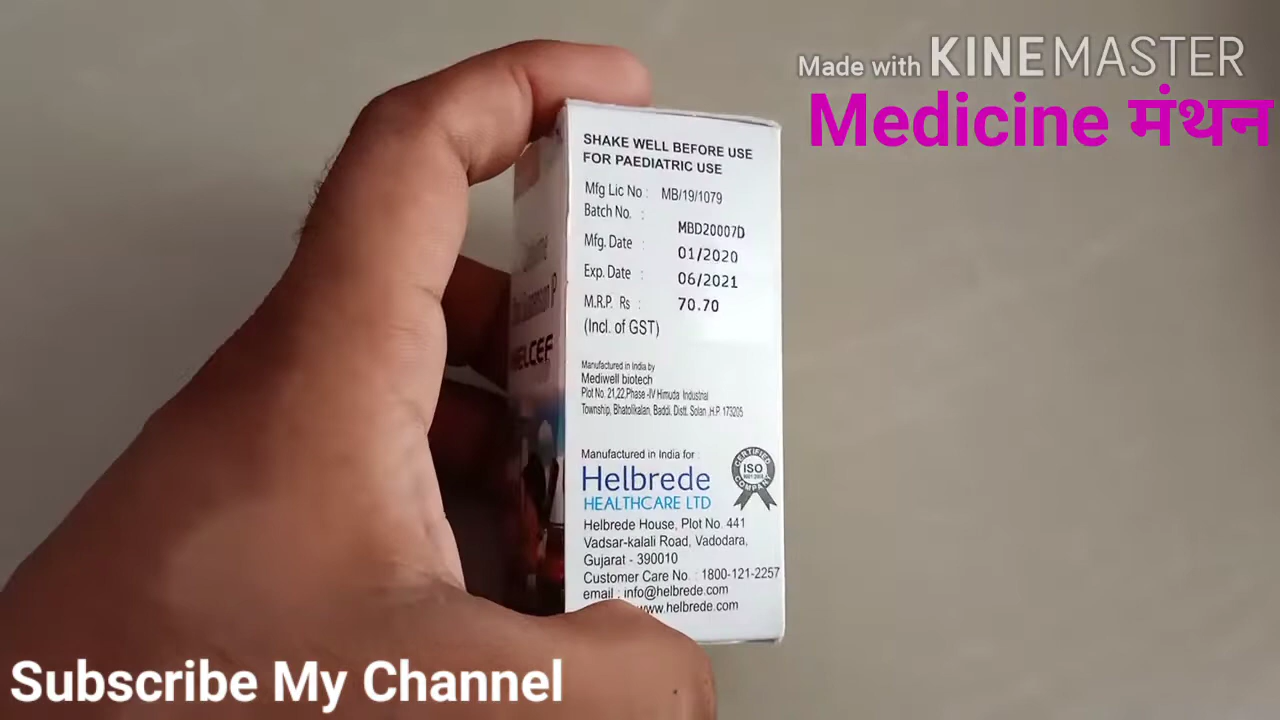 Made with KINEMASTER
Medicine मंथन
SHAKE WELL BEFORE USE
FOR PAEDIATRIC USE
Mfg Lic No : MB/19/1079
Batch No. : MBD20007D
Mfg. Date : 01/2020
Exp. Date : 06/2021
M.R.P. Rs : 70.70
(Incl. of GST)
Manufactured in India by
Mediwell biotech
Plot No. 21,22,Phase -IV Himuda Industrial
Township, Bhatolikalan, Baddi, Distt. Solan ,H.P. 173205
Manufactured in India for :
Helbrede
HEALTHCARE LTD
CERTIFIED
ISO
COMPANY
Helbrede House, Plot No. 441
Vadsar-kalali Road, Vadodara,
Gujarat - 390010
Customer Care No. : 1800-121-2257
email : info@helbrede.com
www.helbrede.com
HELCEF
Subscribe My Channel